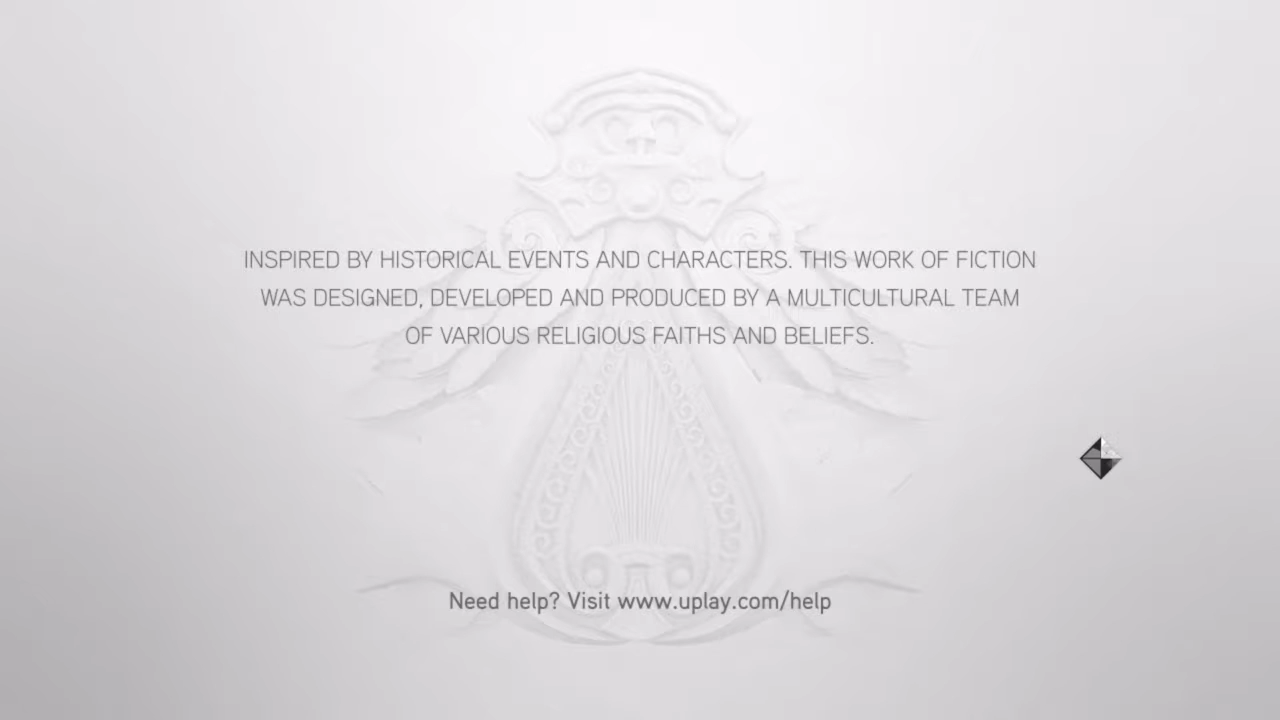 INSPIRED BY HISTORICAL EVENTS AND CHARACTERS. THIS WORK OF FICTION
WAS DESIGNED, DEVELOPED AND PRODUCED BY A MULTICULTURAL TEAM
OF VARIOUS RELIGIOUS FAITHS AND BELIEFS.
Need help? Visit www.uplay.com/help